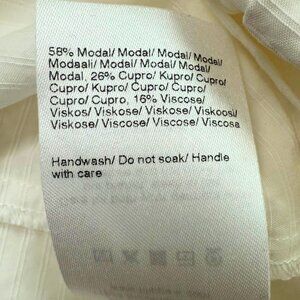 58% Modal/ Modal/ Modal/ Modal/
Modaali/ Modal/ Modal/ Modal/
Modal, 26% Cupro/ Kupro/ Cupro/
Cupro/ Kupro/ Cupro/ Cupro/
Cupro/ Cupro, 16% Viscose/
Viskos/ Viskose/ Viskose/ Viskoosi/
Viskose/ Viscose/ Viscose/ Viscosa
Handwash/ Do not soak/ Handle
with care